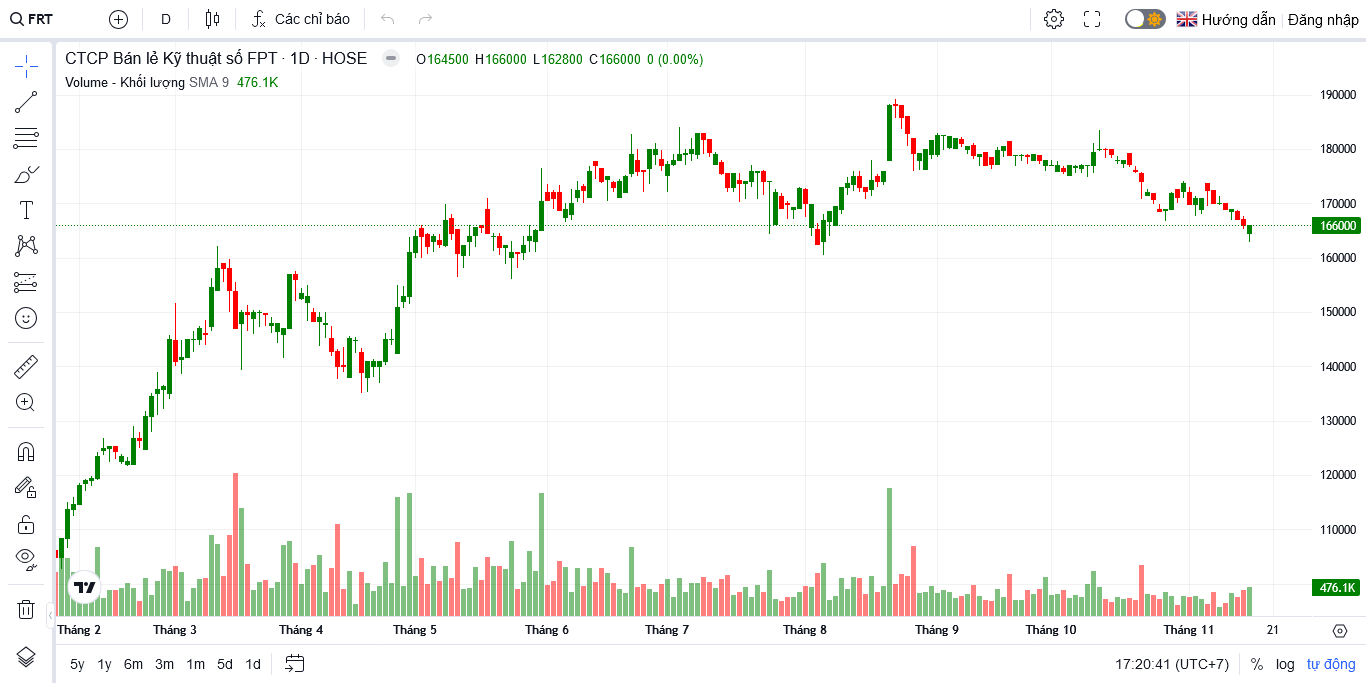 FRT D Các chỉ báo Hướng dẫn Đăng nhập
CTCP Bán lẻ Kỹ thuật số FPT · 1D · HOSE O164500 H166000 L162800 C166000 0 (0.00%)
Volume - Khối lượng SMA 9 476.1K
190000
180000
170000
166000
160000
150000
140000
130000
120000
110000
476.1K
Tháng 2 Tháng 3 Tháng 4 Tháng 5 Tháng 6 Tháng 7 Tháng 8 Tháng 9 Tháng 10 Tháng 11 21
5y 1y 6m 3m 1m 5d 1d 17:20:41 (UTC+7) % log tự động